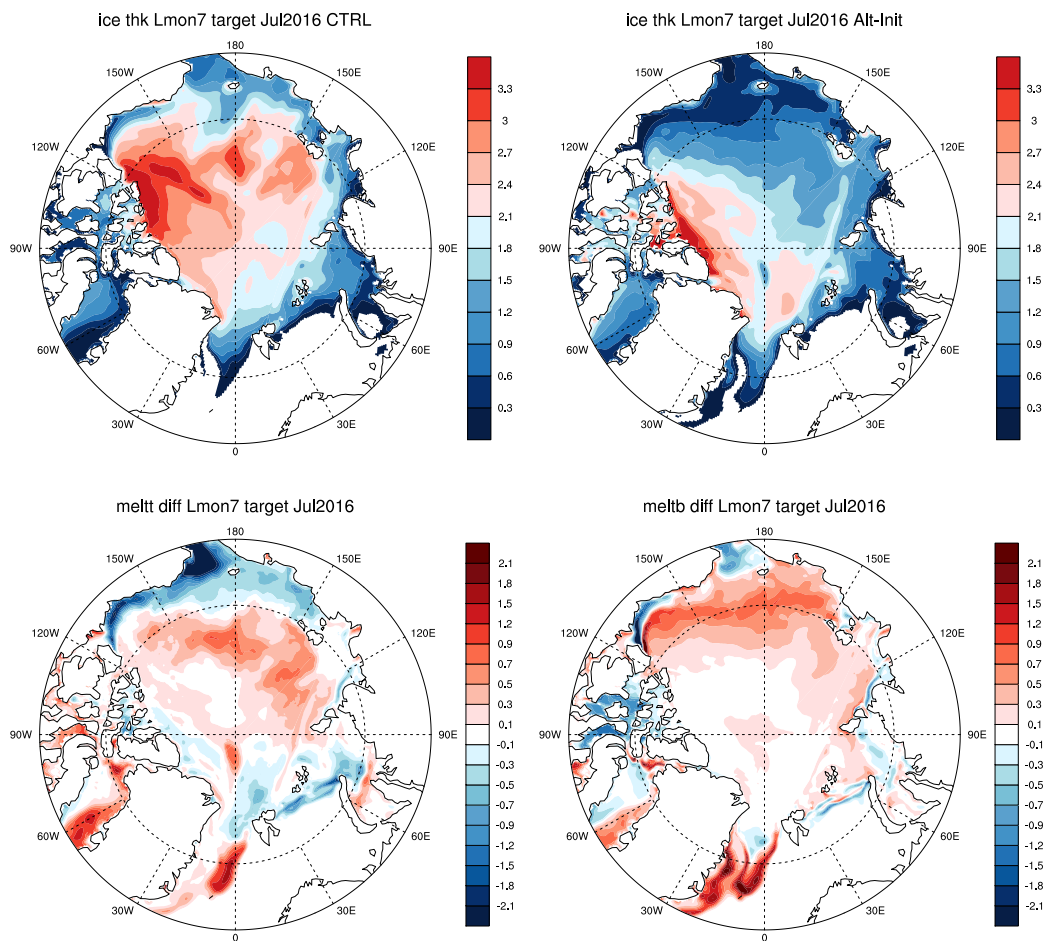 ice thk Lmon7 target Jul2016 CTRL
180
150W
150E
120W
120E
90W
90E
60W
60E
30W
30E
0
3.3
3
2.7
2.4
2.1
1.8
1.5
1.2
0.9
0.6
0.3
ice thk Lmon7 target Jul2016 Alt-Init
180
150W
150E
120W
120E
90W
90E
60W
60E
30W
30E
0
3.3
3
2.7
2.4
2.1
1.8
1.5
1.2
0.9
0.6
0.3
meltt diff Lmon7 target Jul2016
180
150W
150E
120W
120E
90W
90E
60W
60E
30W
30E
0
2.1
1.8
1.5
1.2
0.9
0.7
0.5
0.3
0.1
-0.1
-0.3
-0.5
-0.7
-0.9
-1.2
-1.5
-1.8
-2.1
meltb diff Lmon7 target Jul2016
180
150W
150E
120W
120E
90W
90E
60W
60E
30W
30E
0
2.1
1.8
1.5
1.2
0.9
0.7
0.5
0.3
0.1
-0.1
-0.3
-0.5
-0.7
-0.9
-1.2
-1.5
-1.8
-2.1